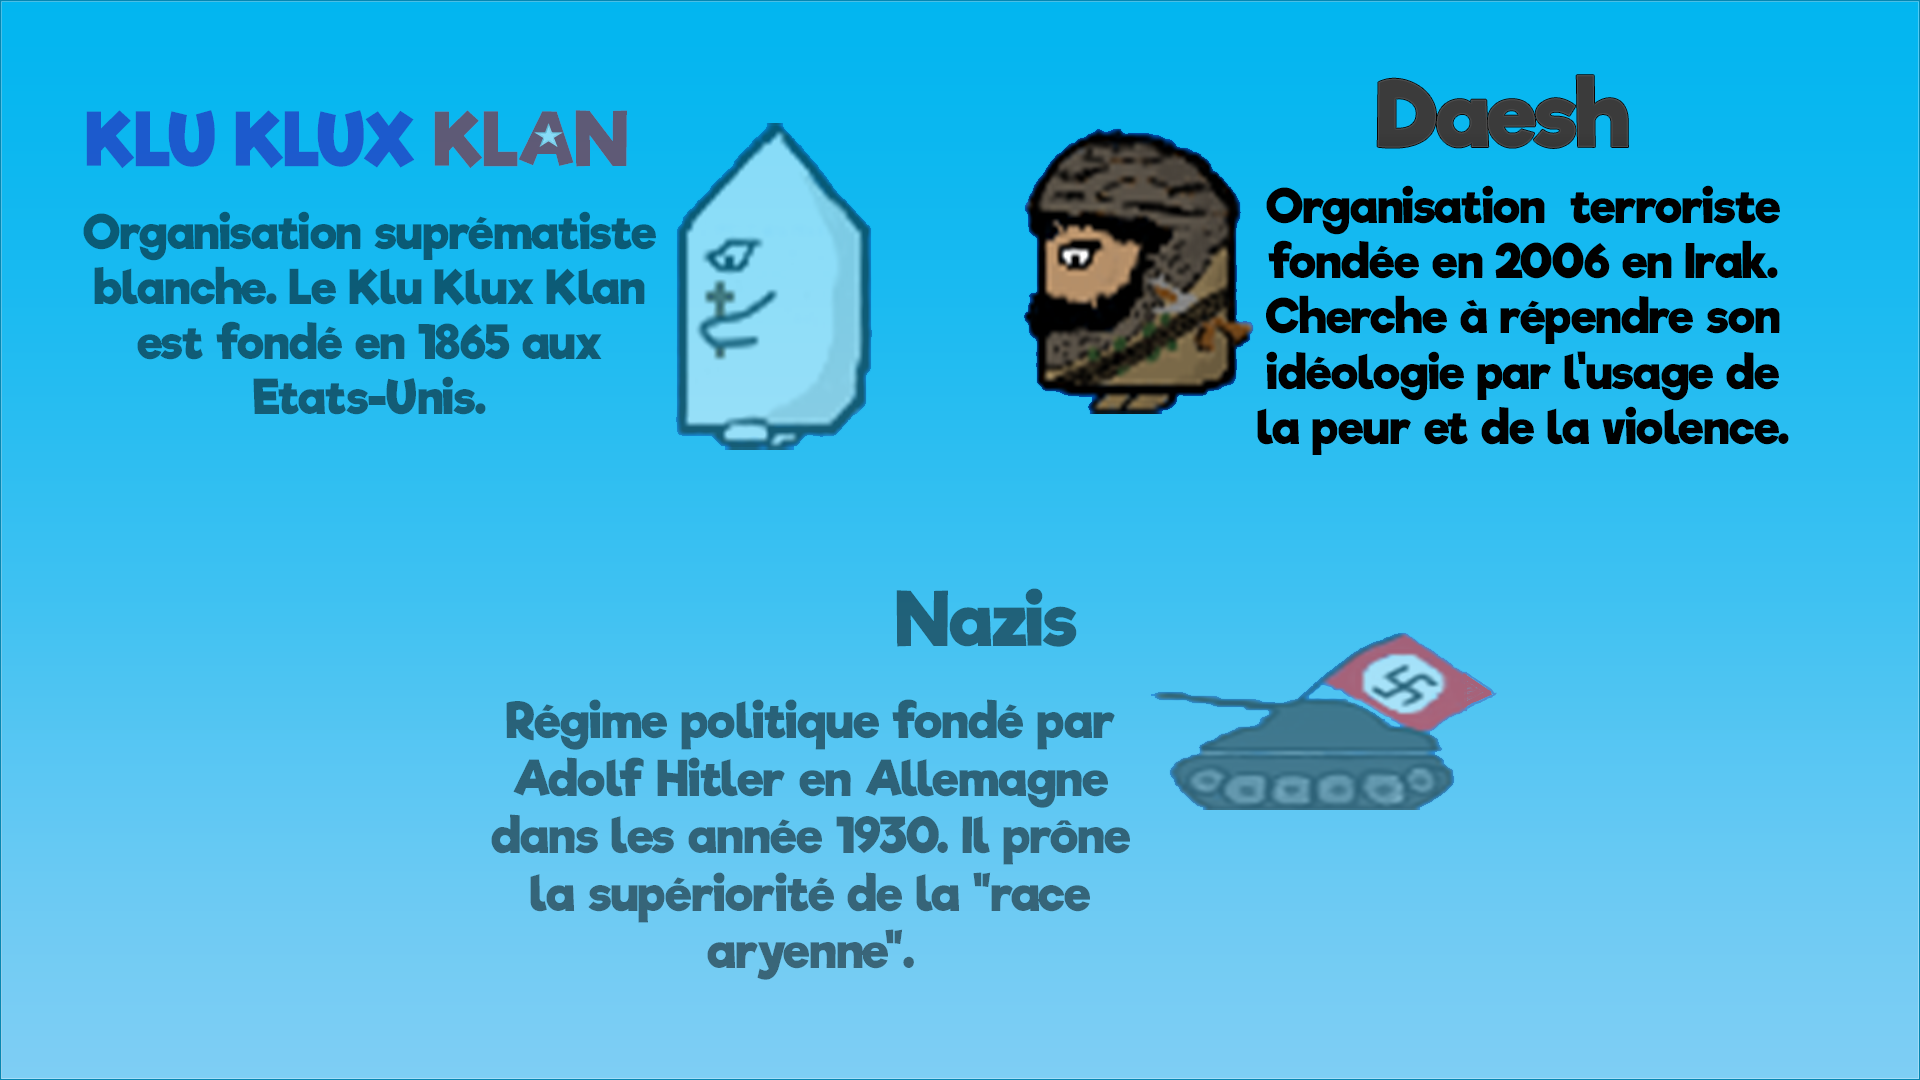 KLU KLUX KLAN
Organisation suprématiste
blanche. Le Klu Klux Klan
est fondé en 1865 aux
Etats-Unis.
Daesh
Organisation terroriste
fondée en 2006 en Irak.
Cherche à répendre son
idéologie par l'usage de
la peur et de la violence.
Nazis
Régime politique fondé par
Adolf Hitler en Allemagne
dans les année 1930. Il prône
la supériorité de la "race
aryenne".